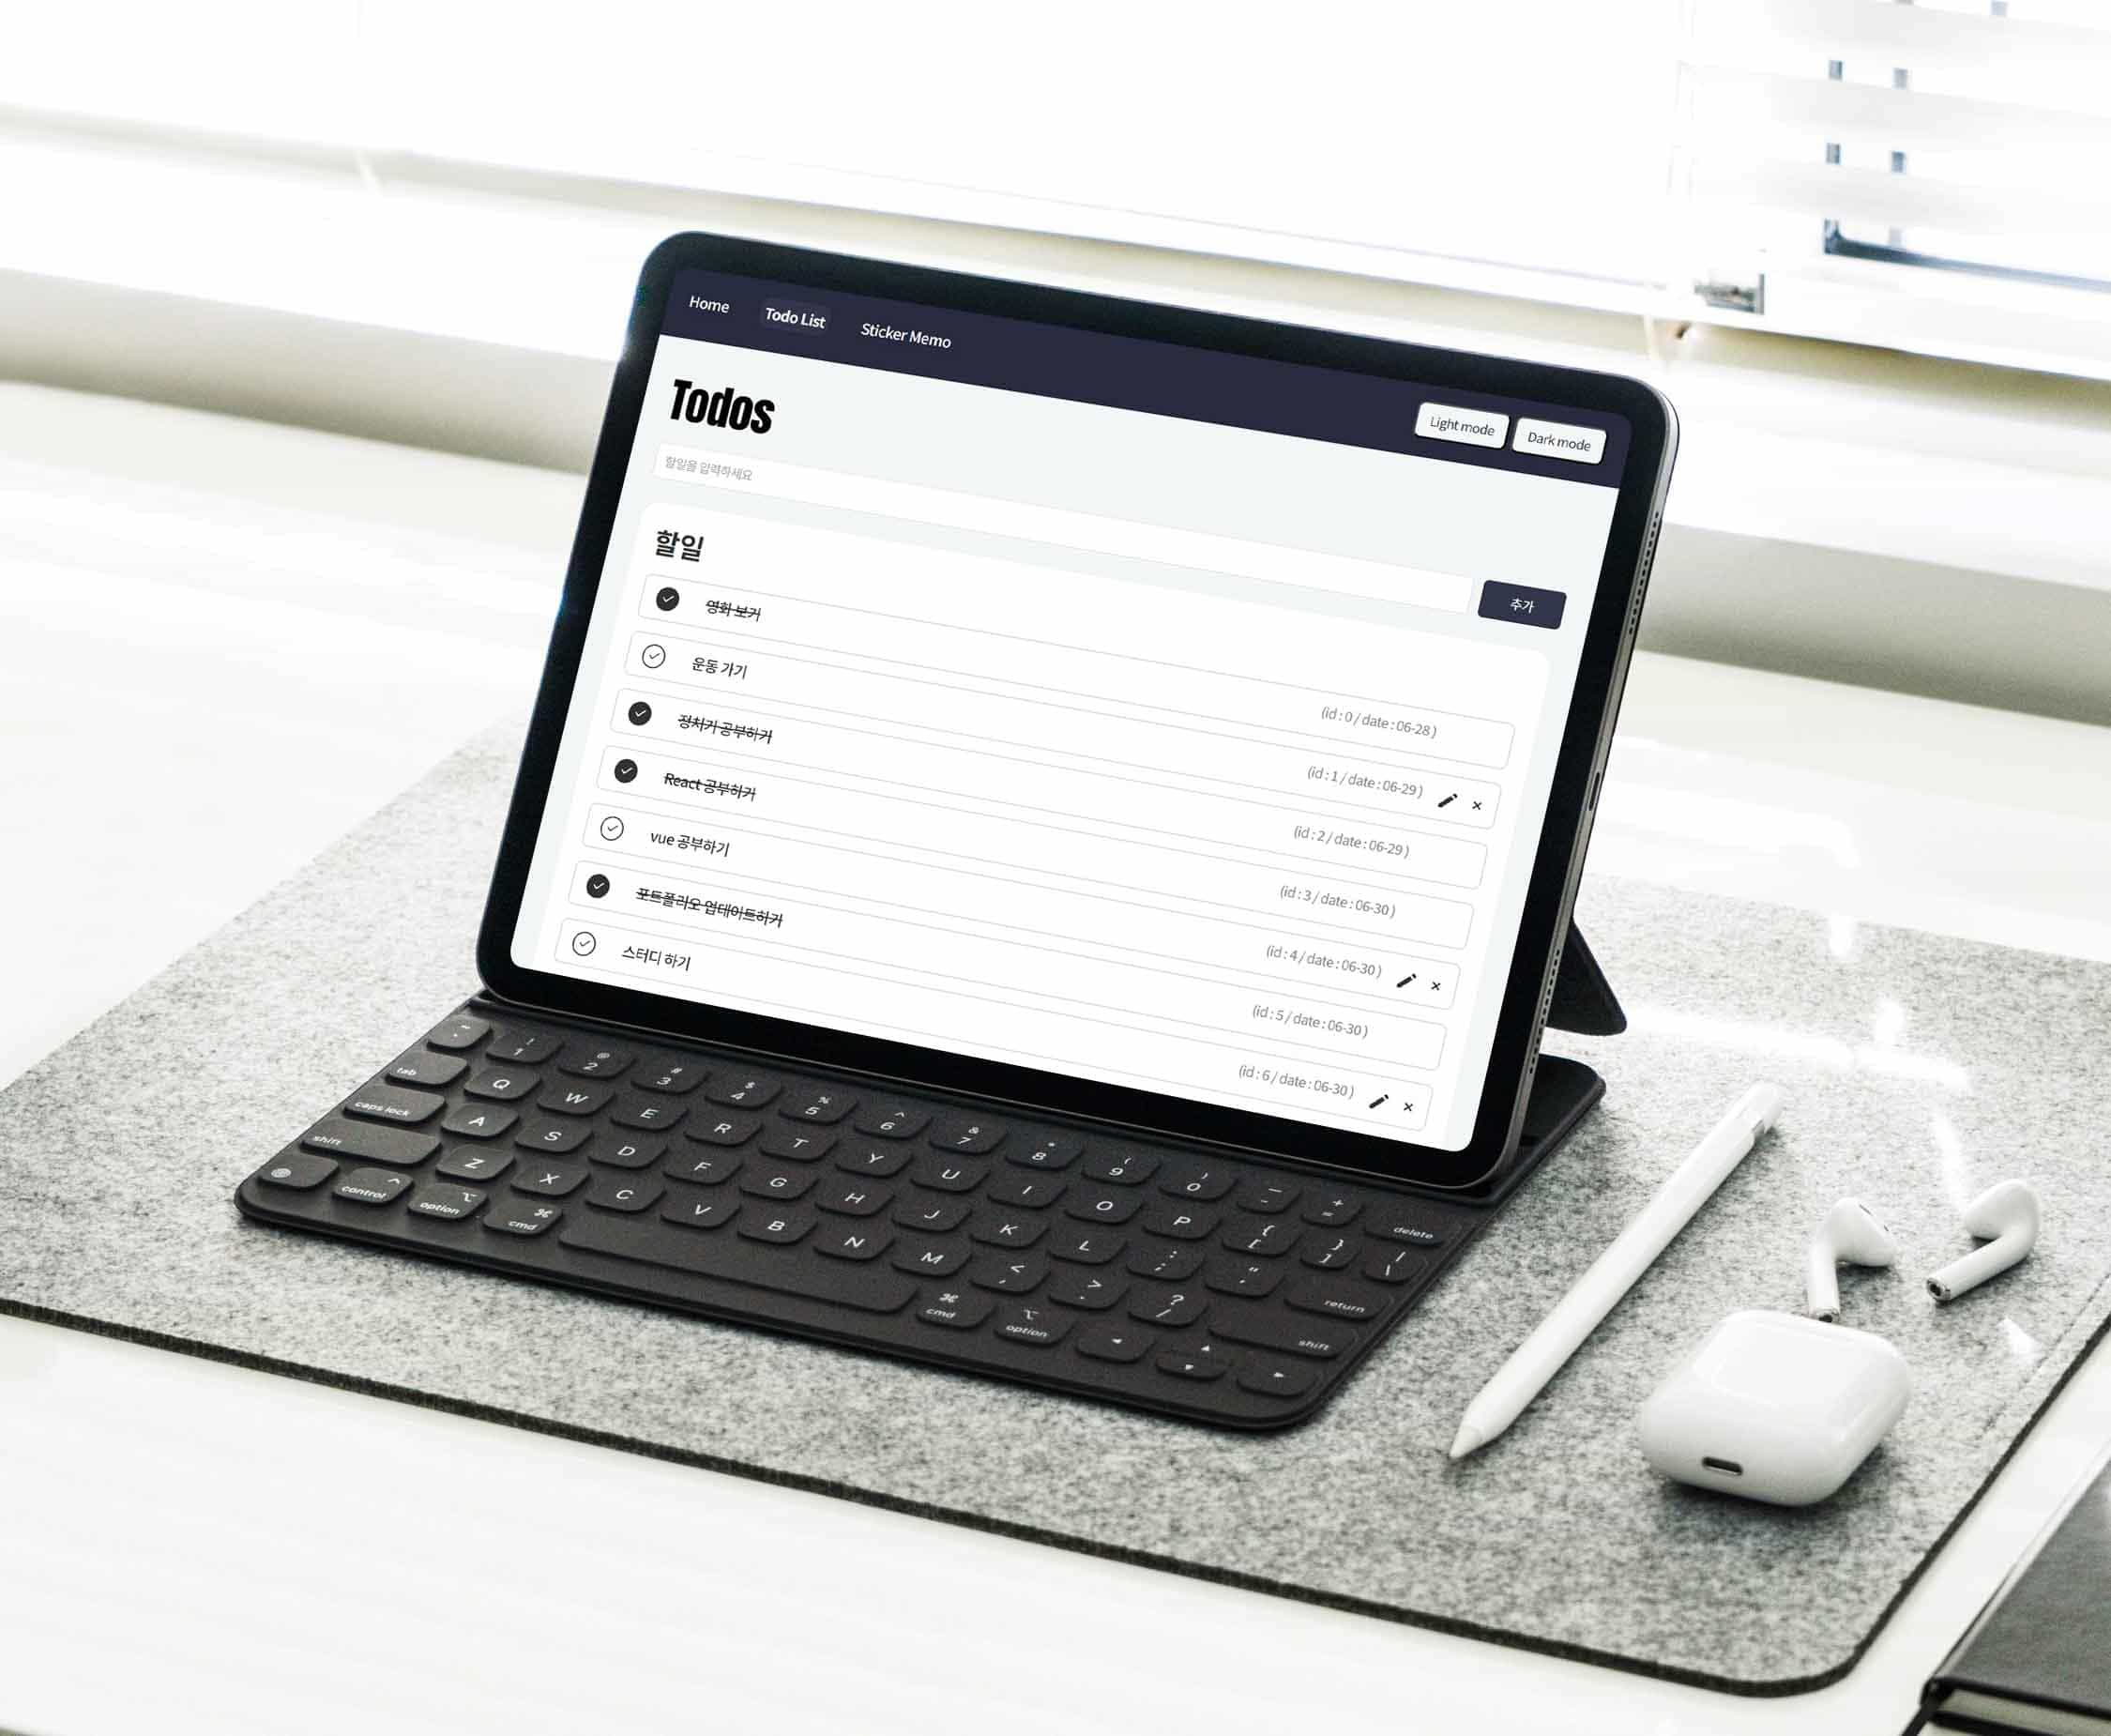 Home Todo List Sticker Memo
Light mode Dark mode
Todos
할일을 입력하세요
추가
할일
영화 보기 (id : 0 / date : 06-28 )
운동 가기 (id : 1 / date : 06-29 )
정처기 공부하기 (id : 2 / date : 06-29 )
React 공부하기 (id : 3 / date : 06-30 )
vue 공부하기 (id : 4 / date : 06-30 )
포트폴리오 업데이트하기 (id : 5 / date : 06-30 )
스터디 하기 (id : 6 / date : 06-30 )
~ ! @ # $ % ^ & * ( ) — +
1 2 3 4 5 6 7 8 9 0 - = delete
tab Q W E R T Y U I O P { [ } ] | \
caps lock A S D F G H J K L : ; " ' return
shift Z X C V B N M < , > . ? / shift
control option cmd cmd option